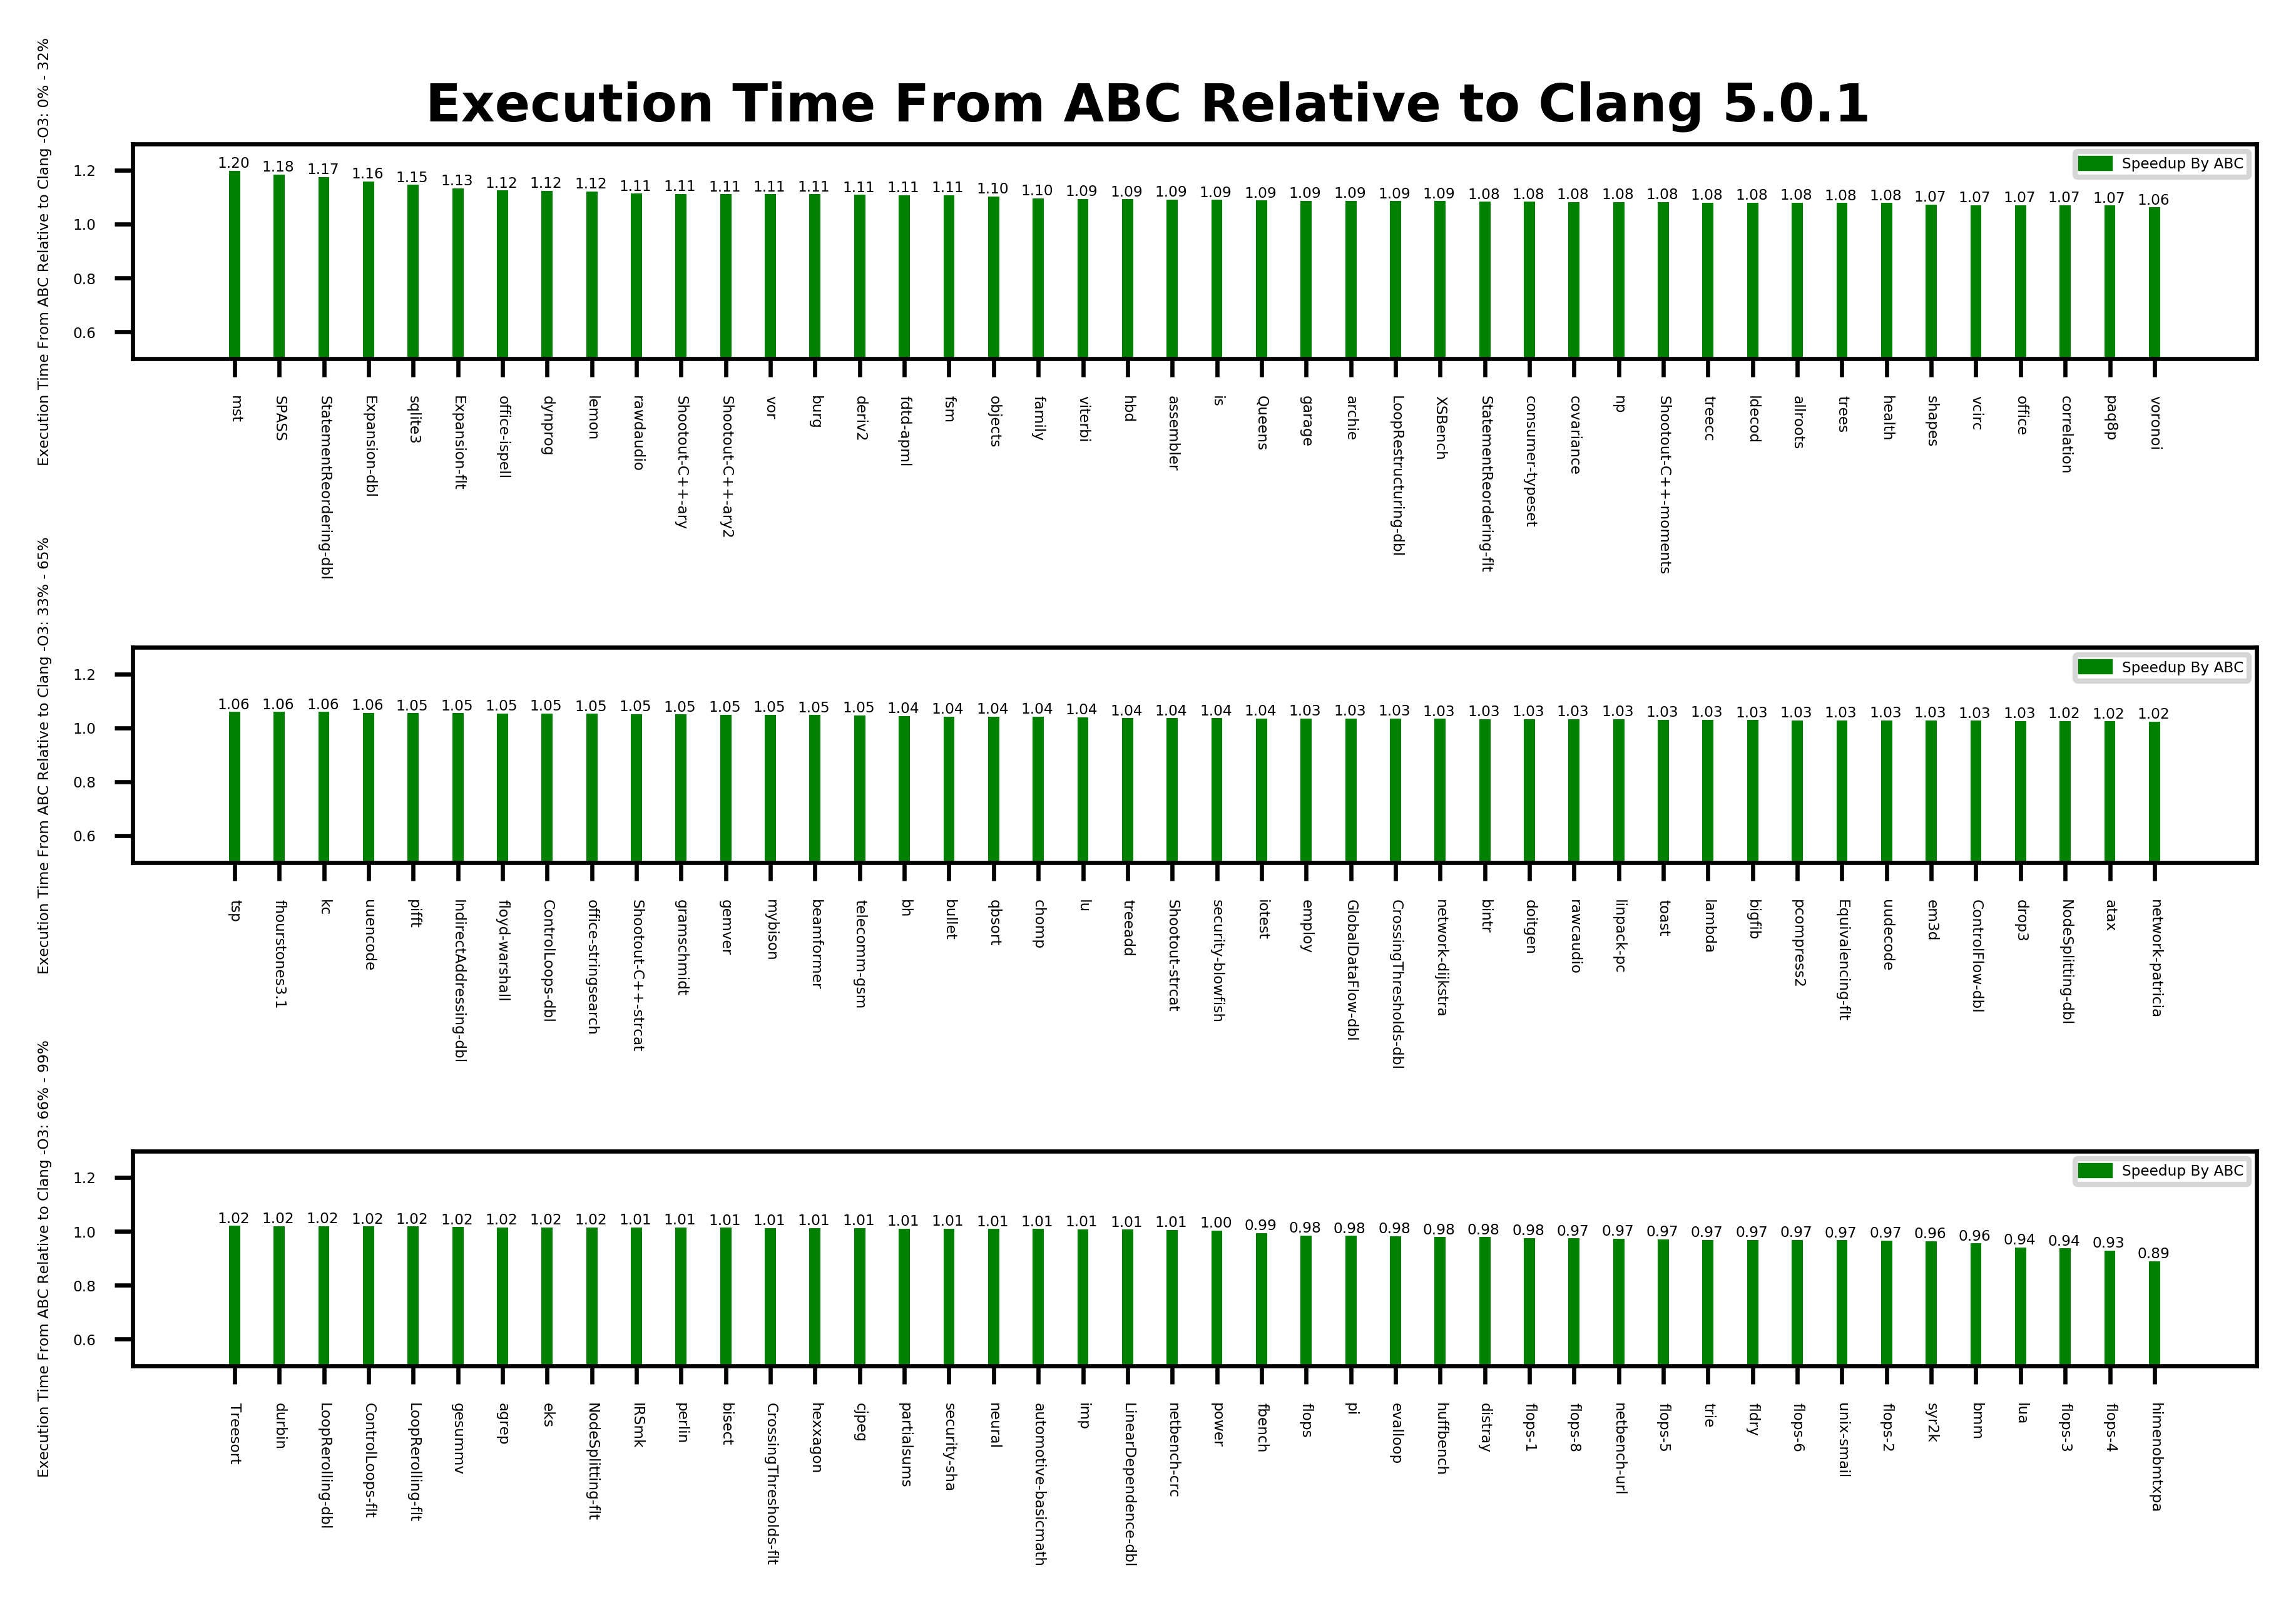 Execution Time From ABC Relative to Clang 5.0.1
Execution Time From ABC Relative to Clang -O3: 0% - 32%
1.2
1.0
0.8
0.6
Speedup By ABC
1.20 1.18 1.17 1.16 1.15 1.13 1.12 1.12 1.12 1.11 1.11 1.11 1.11 1.11 1.11 1.11 1.11 1.10 1.10 1.09 1.09 1.09 1.09 1.09 1.09 1.09 1.09 1.09 1.08 1.08 1.08 1.08 1.08 1.08 1.08 1.08 1.08 1.08 1.07 1.07 1.07 1.07 1.07 1.06
mst
SPASS
StatementReordering-dbl
Expansion-dbl
sqlite3
Expansion-flt
office-ispell
dynprog
lemon
rawdaudio
Shootout-C++-ary
Shootout-C++-ary2
vor
burg
deriv2
fdtd-apml
fsm
objects
family
viterbi
hbd
assembler
is
Queens
garage
archie
LoopRestructuring-dbl
XSBench
StatementReordering-flt
consumer-typeset
covariance
np
Shootout-C++-moments
treecc
ldecod
allroots
trees
health
shapes
vcirc
office
correlation
paq8p
voronoi
Execution Time From ABC Relative to Clang -O3: 33% - 65%
1.2
1.0
0.8
0.6
Speedup By ABC
1.06 1.06 1.06 1.06 1.05 1.05 1.05 1.05 1.05 1.05 1.05 1.05 1.05 1.05 1.05 1.04 1.04 1.04 1.04 1.04 1.04 1.04 1.04 1.04 1.03 1.03 1.03 1.03 1.03 1.03 1.03 1.03 1.03 1.03 1.03 1.03 1.03 1.03 1.03 1.03 1.03 1.02 1.02 1.02
tsp
fhourstones3.1
kc
uuencode
pifft
IndirectAddressing-dbl
floyd-warshall
ControlLoops-dbl
office-stringsearch
Shootout-C++-strcat
gramschmidt
gemver
mybison
beamformer
telecomm-gsm
bh
bullet
qbsort
chomp
lu
treeadd
Shootout-strcat
security-blowfish
iotest
employ
GlobalDataFlow-dbl
CrossingThresholds-dbl
network-dijkstra
bintr
doitgen
rawcaudio
linpack-pc
toast
lambda
bigfib
pcompress2
Equivalencing-flt
uudecode
em3d
ControlFlow-dbl
drop3
NodeSplitting-dbl
atax
network-patricia
Execution Time From ABC Relative to Clang -O3: 66% - 99%
1.2
1.0
0.8
0.6
Speedup By ABC
1.02 1.02 1.02 1.02 1.02 1.02 1.02 1.02 1.02 1.01 1.01 1.01 1.01 1.01 1.01 1.01 1.01 1.01 1.01 1.01 1.01 1.01 1.00 0.99 0.98 0.98 0.98 0.98 0.98 0.98 0.97 0.97 0.97 0.97 0.97 0.97 0.97 0.97 0.96 0.96 0.94 0.94 0.93 0.89
Treesort
durbin
LoopRerolling-dbl
ControlLoops-flt
LoopRerolling-flt
gesummv
agrep
eks
NodeSplitting-flt
IRSmk
perlin
bisect
CrossingThresholds-flt
hexxagon
cjpeg
partialsums
security-sha
neural
automotive-basicmath
imp
LinearDependence-dbl
netbench-crc
power
fbench
flops
pi
evalloop
huffbench
distray
flops-1
flops-8
netbench-url
flops-5
trie
fldry
flops-6
unix-smail
flops-2
syr2k
bmm
lua
flops-3
flops-4
himenobmtxpa